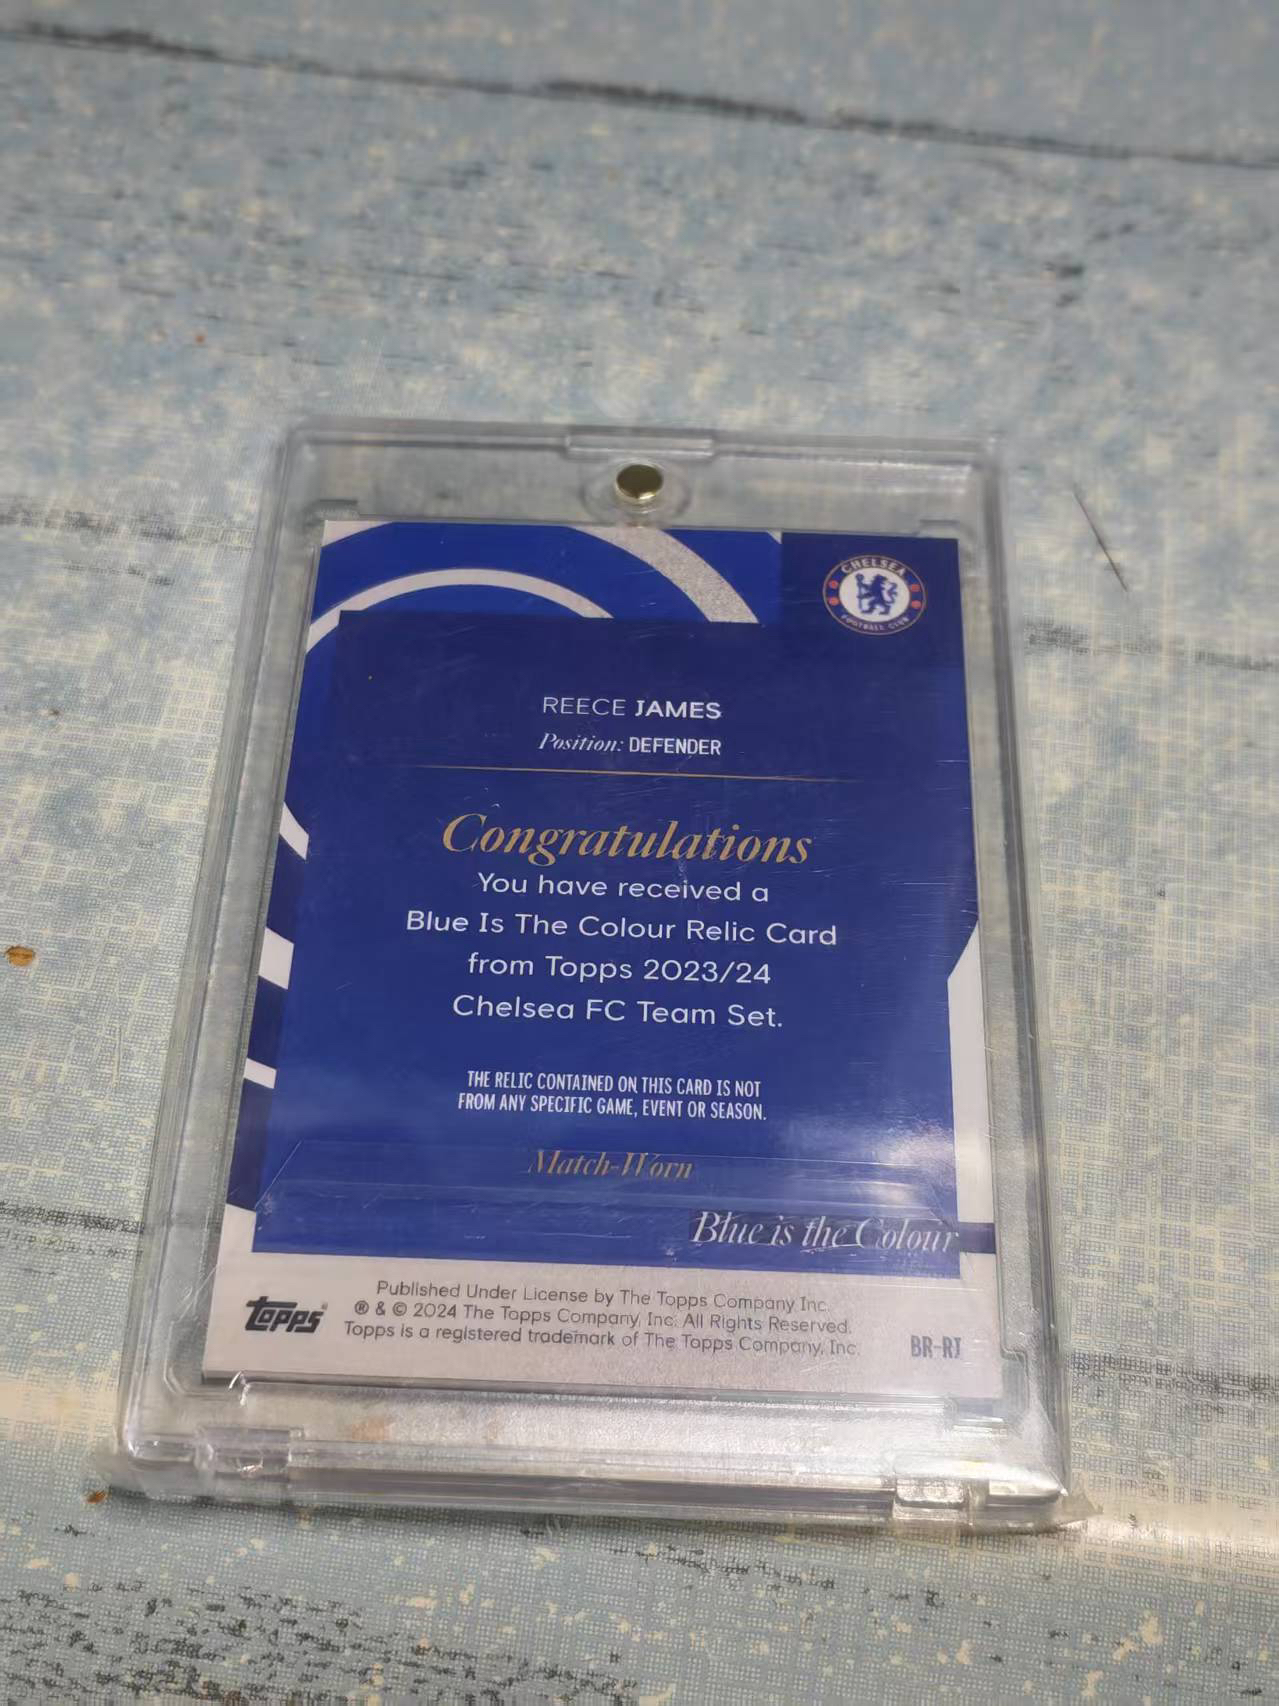 CHELSEA
FOOTBALL CLUB
REECE JAMES
Position: DEFENDER
Congratulations
You have received a
Blue Is The Colour Relic Card
from Topps 2023/24
Chelsea FC Team Set.
THE RELIC CONTAINED ON THIS CARD IS NOT
FROM ANY SPECIFIC GAME, EVENT OR SEASON.
Match-Worn
Blue is the Colour
Topps®
Published Under License by The Topps Company, Inc.
® & © 2024 The Topps Company, Inc. All Rights Reserved.
Topps is a registered trademark of The Topps Company, Inc.
BR-RJ